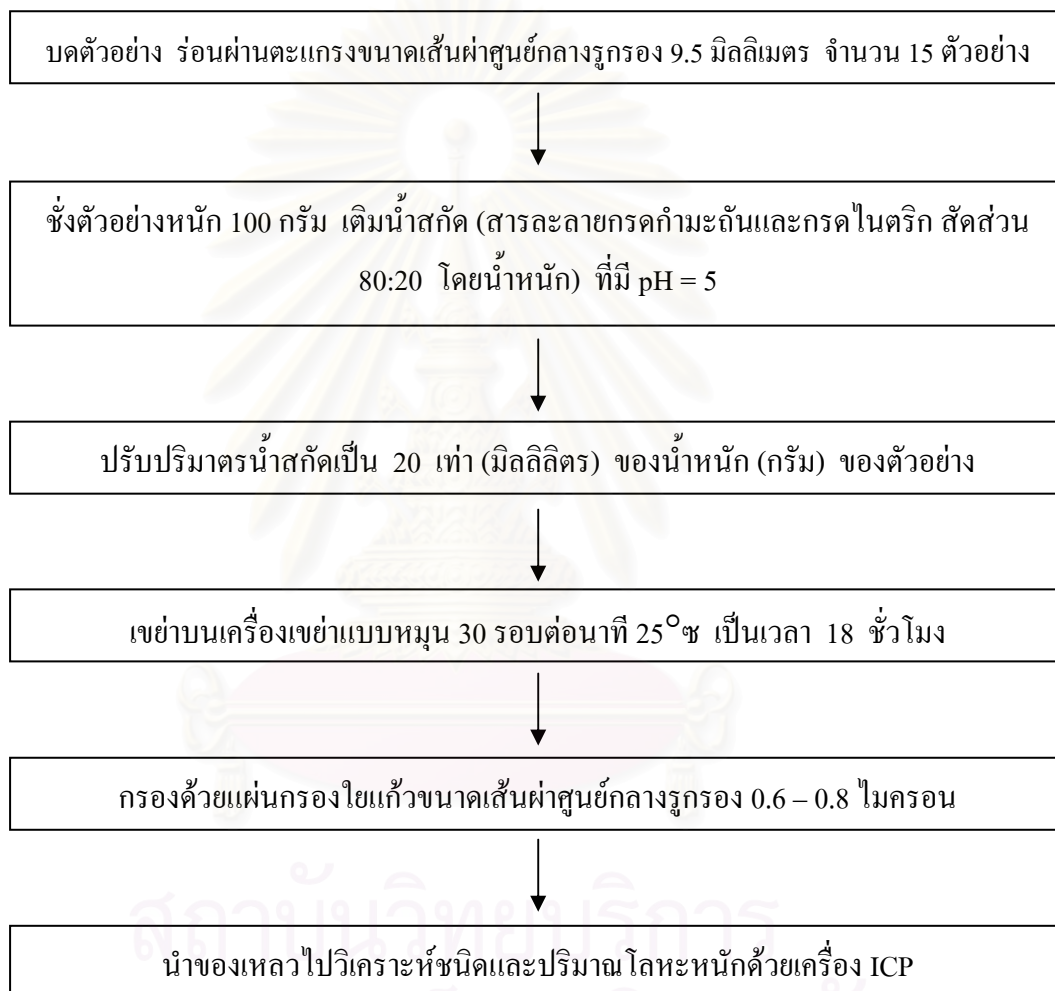 บดตัวอย่าง ร่อนผ่านตะแกรงขนาดเส้นผ่าศูนย์กลางรูกรอง 9.5 มิลลิเมตร จำนวน 15 ตัวอย่าง
ชั่งตัวอย่างหนัก 100 กรัม เติมน้ำสกัด (สารละลายกรดกำมะถันและกรดไนตริก สัดส่วน
80:20 โดยน้ำหนัก) ที่มี pH = 5
ปรับปริมาตรน้ำสกัดเป็น 20 เท่า (มิลลิลิตร) ของน้ำหนัก (กรัม) ของตัวอย่าง
เขย่าบนเครื่องเขย่าแบบหมุน 30 รอบต่อนาที 25°ซ เป็นเวลา 18 ชั่วโมง
กรองด้วยแผ่นกรองใยแก้วขนาดเส้นผ่าศูนย์กลางรูกรอง 0.6 – 0.8 ไมครอน
สถาบันวิทยบริการ
นำของเหลวไปวิเคราะห์ชนิดและปริมาณโลหะหนักด้วยเครื่อง ICP